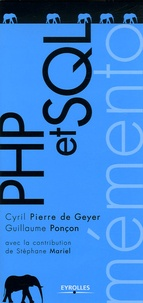 PHP
et SQL
mémento
Cyril Pierre de Geyer
Guillaume Ponçon
avec la contribution
de Stéphane Mariel
EYROLLES